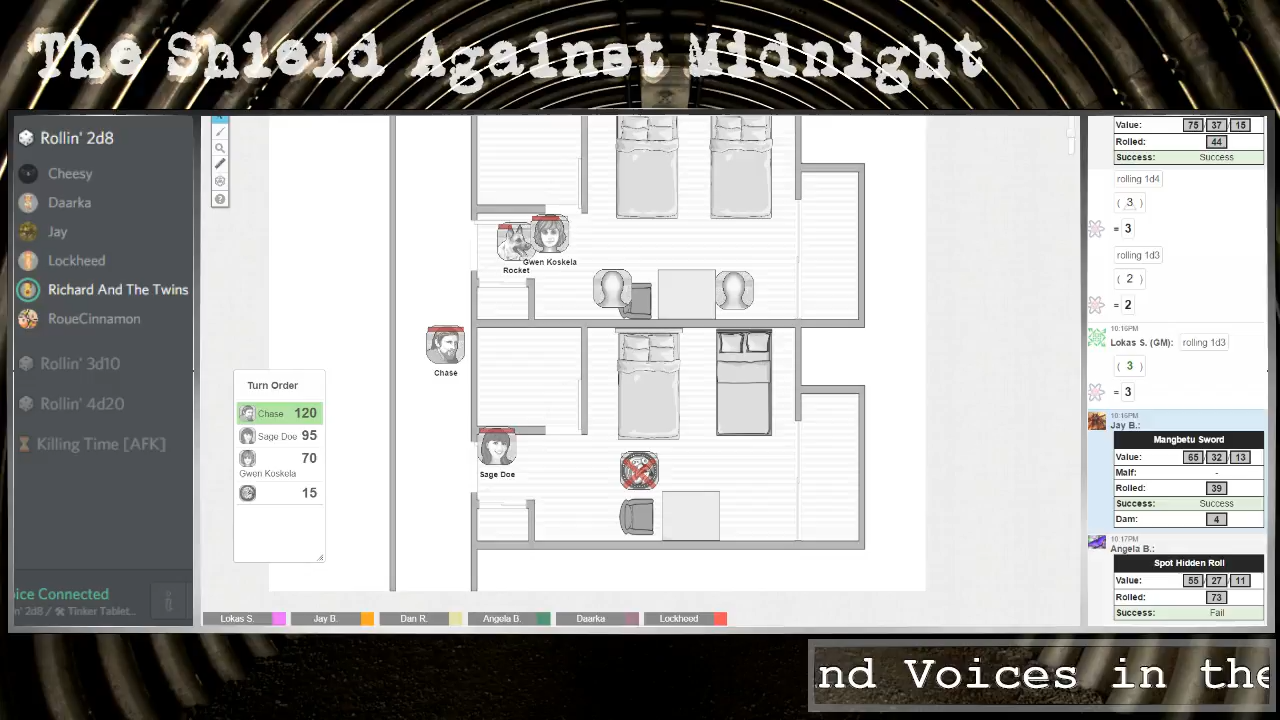 The Shield Against Midnight
Rollin' 2d8
Cheesy
Daarka
Jay
Lockheed
Richard And The Twins
RoueCinnamon
Rollin' 3d10
Rollin' 4d20
Killing Time [AFK]
oice Connected
n' 2d8 / 🛠 Tinker Tablet...
Rocket
Gwen Koskela
Chase
Sage Doe
Turn Order
Chase 120
Sage Doe 95
70
Gwen Koskela
15
Lokas S.
Jay B.
Dan R.
Angela B.
Daarka
Lockheed
Value: 75 37 15
Rolled: 44
Success: Success
rolling 1d4
( 3 )
= 3
rolling 1d3
( 2 )
= 2
10:16PM
Lokas S. (GM): rolling 1d3
( 3 )
= 3
10:16PM
Jay B.:
Mangbetu Sword
Value: 65 32 13
Malf: -
Rolled: 39
Success: Success
Dam: 4
10:17PM
Angela B.:
Spot Hidden Roll
Value: 55 27 11
Rolled: 73
Success: Fail
nd Voices in the